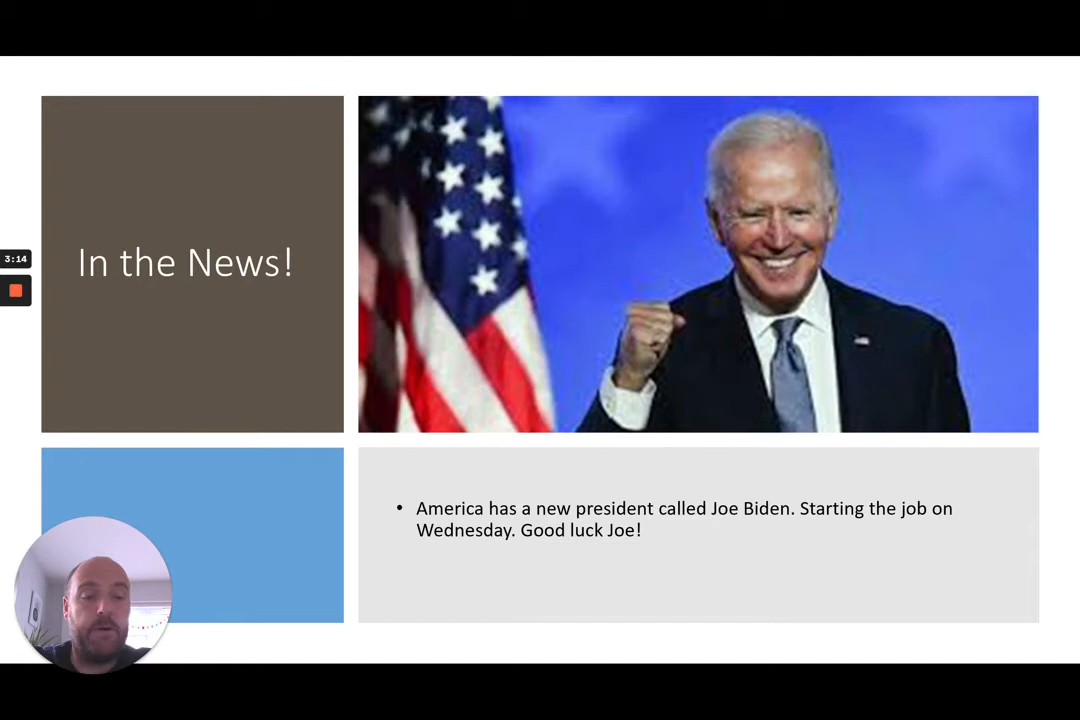 In the News!
3:14
• America has a new president called Joe Biden. Starting the job on
Wednesday. Good luck Joe!